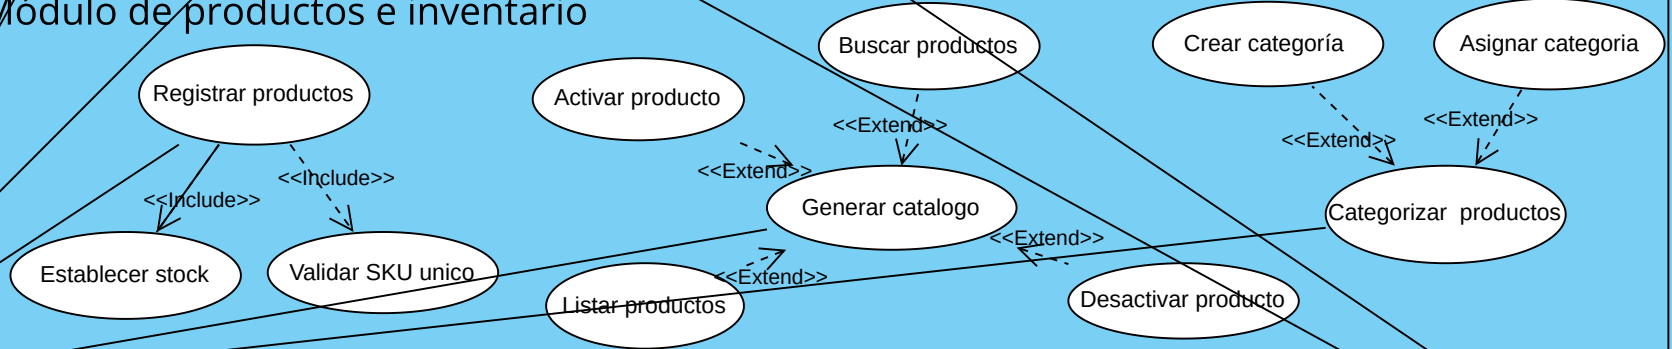 Módulo de productos e inventario
Buscar productos
Crear categoría
Asignar categoria
Registrar productos
Activar producto
<<Extend>>
<<Extend>>
<<Extend>>
<<Include>>
<<Extend>>
<<Include>>
Generar catalogo
Categorizar  productos
<<Extend>>
Establecer stock
Validar SKU unico
<<Extend>>
Listar productos
Desactivar producto